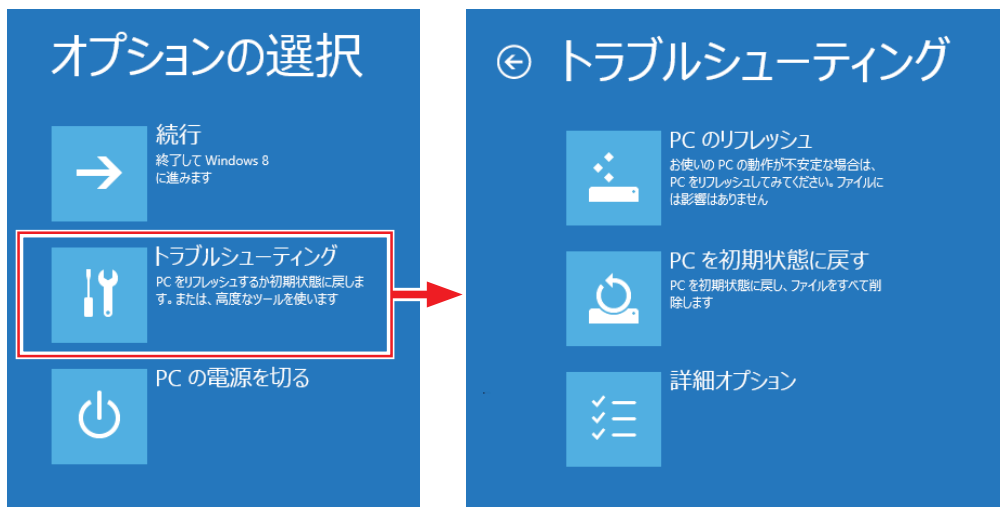 オプションの選択
続行
終了して Windows 8
に進みます
トラブルシューティング
PC をリフレッシュするか初期状態に戻しま
す。または、高度なツールを使います
PC の電源を切る
トラブルシューティング
PC のリフレッシュ
お使いの PC の動作が不安定な場合は、
PC をリフレッシュしてみてください。ファイルに
は影響はありません
PC を初期状態に戻す
PC を初期状態に戻し、ファイルをすべて削
除します
詳細オプション